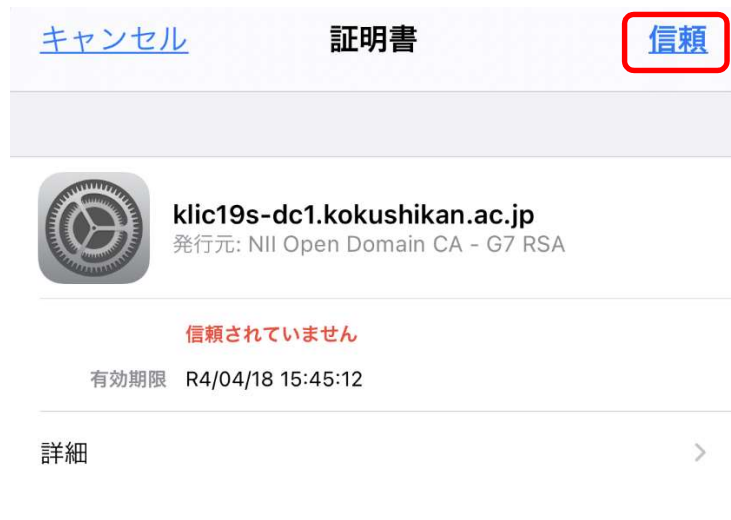 キャンセル 証明書 信頼
klic19s-dc1.kokushikan.ac.jp
発行元: NII Open Domain CA - G7 RSA
信頼されていません
有効期限 R4/04/18 15:45:12
詳細